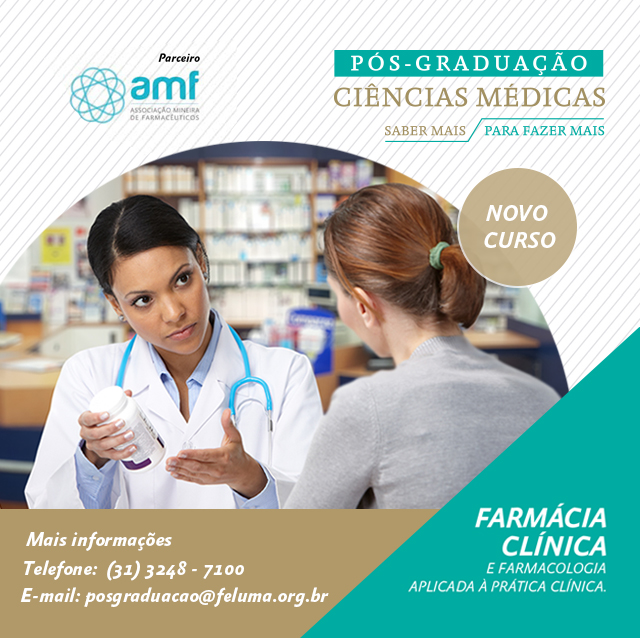 Parceiro
amf
ASSOCIAÇÃO MINEIRA
DE FARMACÊUTICOS
PÓS-GRADUAÇÃO
CIÊNCIAS MÉDICAS
SABER MAIS / PARA FAZER MAIS
NOVO
CURSO
FARMÁCIA
CLÍNICA
E FARMACOLOGIA
APLICADA À PRÁTICA CLÍNICA.
Mais informações
Telefone: (31) 3248 - 7100
E-mail: posgraduacao@feluma.org.br